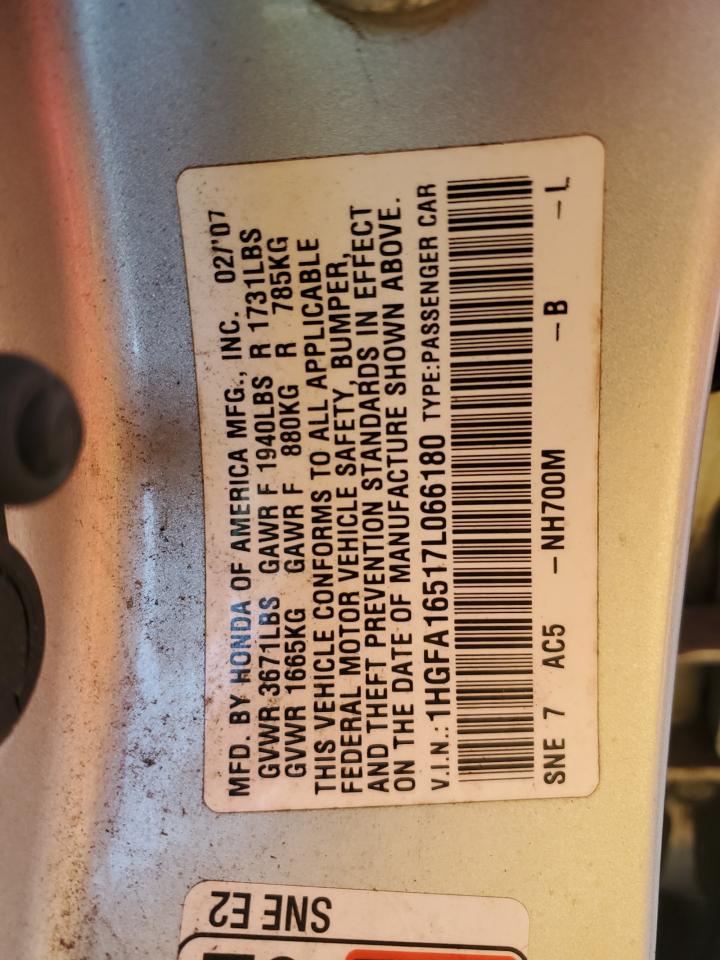 MFD. BY HONDA OF AMERICA MFG., INC. 02/'07
GVWR 3671LBS GAWR F 1940LBS R 1731LBS
GVWR 1665KG GAWR F 880KG R 785KG
THIS VEHICLE CONFORMS TO ALL APPLICABLE
FEDERAL MOTOR VEHICLE SAFETY, BUMPER,
AND THEFT PREVENTION STANDARDS IN EFFECT
ON THE DATE OF MANUFACTURE SHOWN ABOVE.
V.I.N.: 1HGFA16517L066180 TYPE:PASSENGER CAR
SNE 7 AC5 –NH700M –B –L
SNE E2